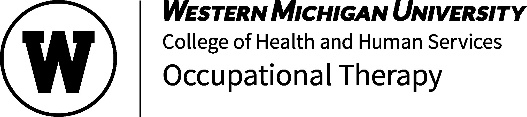 W
WESTERN MICHIGAN UNIVERSITY
College of Health and Human Services
Occupational Therapy